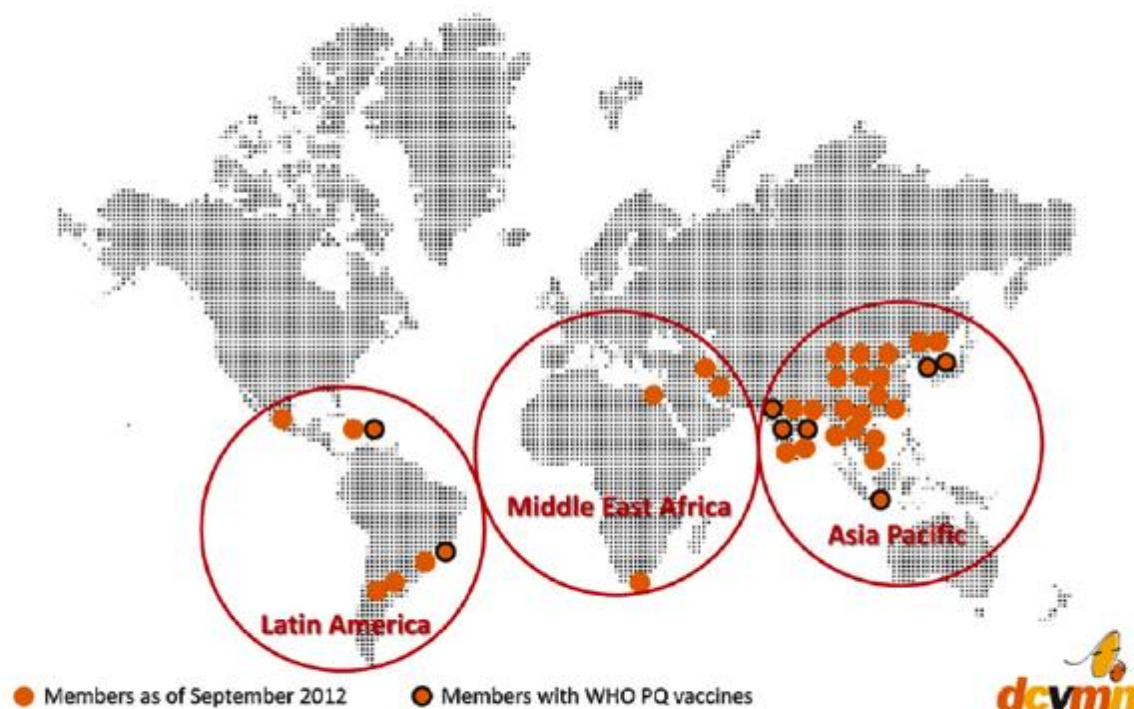 Middle East Africa
Asia Pacific
Latin America
Members as of September 2012
Members with WHO PQ vaccines
dcvmn